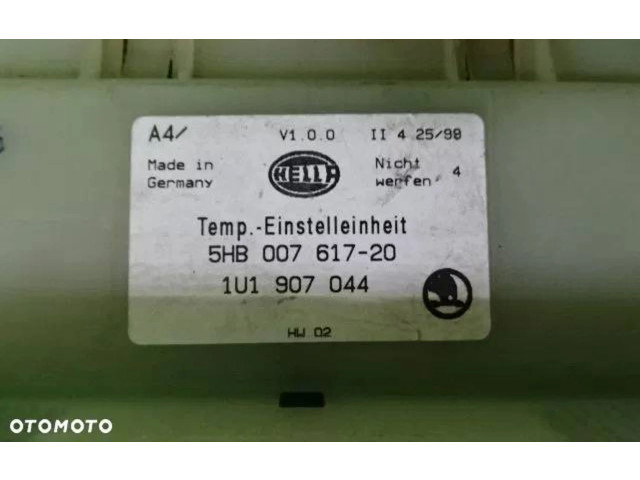 A4/ V1.0.0 II 4 25/98
Made in Germany
HELLA
Nicht werfen 4
Temp.-Einstelleinheit
5HB 007 617-20
1U1 907 044
HW 02
OTOMOTO
OTOMOTO